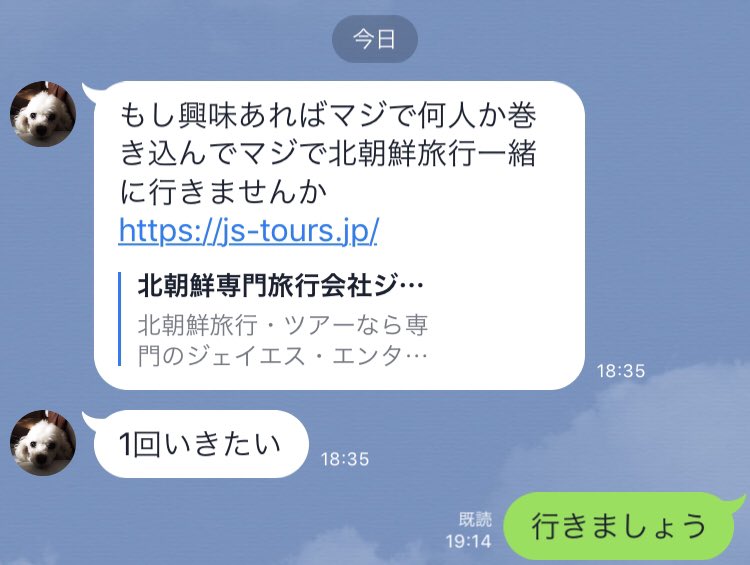 今日
もし興味あればマジで何人か巻
き込んでマジで北朝鮮旅行一緒
に行きませんか
https://js-tours.jp/
北朝鮮専門旅行会社ジ…
北朝鮮旅行・ツアーなら専
門のジェイエス・エンタ…
18:35
1回いきたい
18:35
既読
19:14
行きましょう